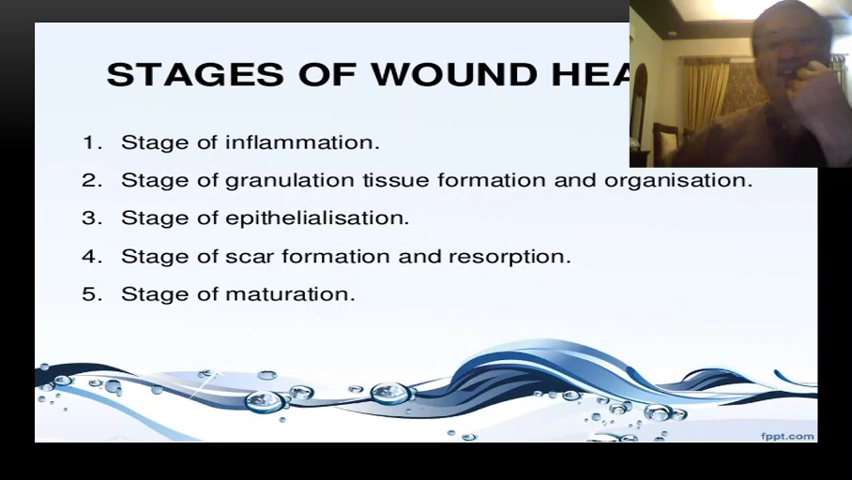 STAGES OF WOUND
1. Stage of inflammation.
2. Stage of granulation tissue formation and organisation.
3. Stage of epithelialisation.
4. Stage of scar formation and resorption.
5. Stage of maturation.
fppt.com